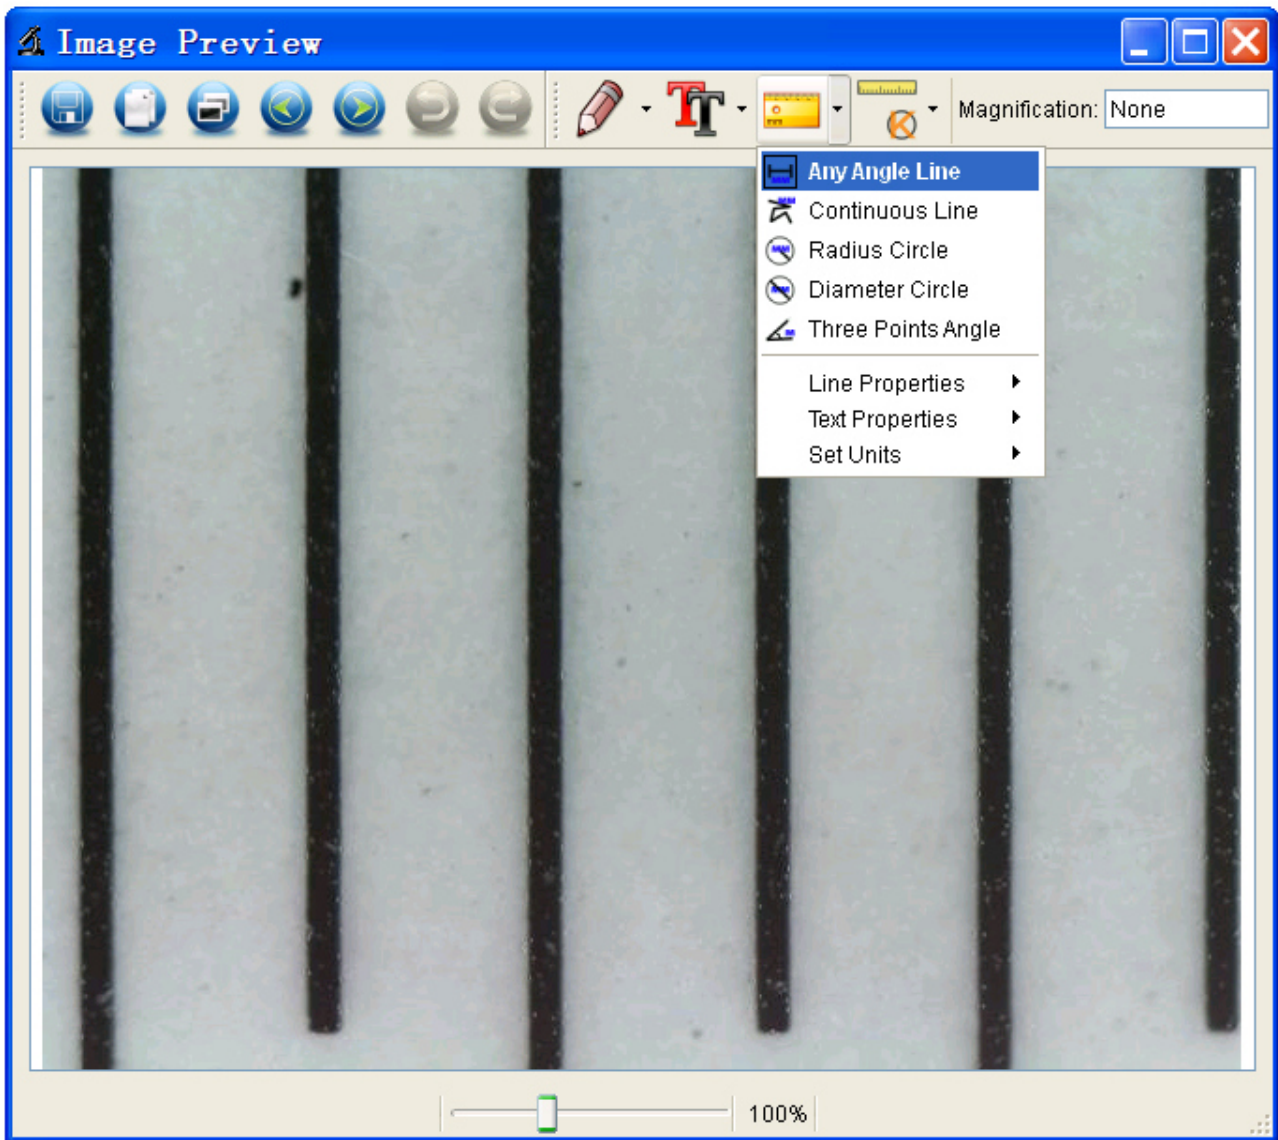 Image Preview
Magnification: None
Any Angle Line
Continuous Line
Radius Circle
Diameter Circle
Three Points Angle
Line Properties
Text Properties
Set Units
100%